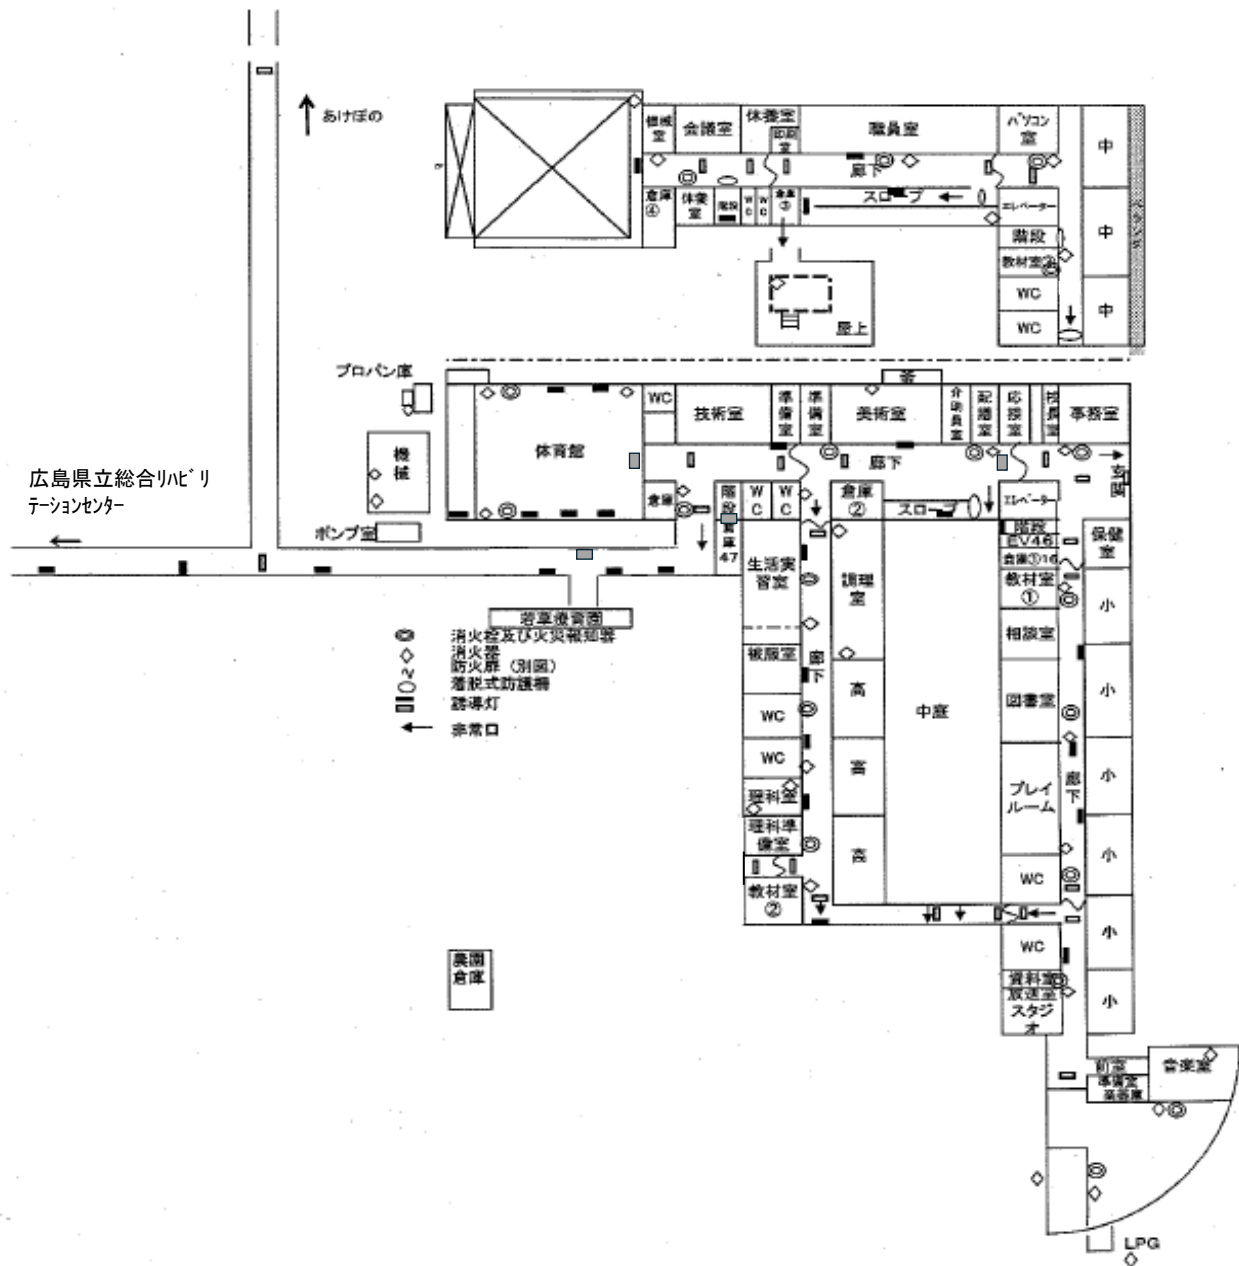 あけぼの
機械室
会議室
休養室
印刷室
職員室
パソコン室
中
廊下
倉庫④
休養室
階段
WC
WC
倉庫③
スロープ
エレベーター
中
ベランダ
階段
教材室③
WC
WC
中
屋上
プロパン庫
釜
WC
技術室
準備室
準備室
美術室
介助員室
配膳室
応接室
校長室
事務室
体育館
機械
廊下
玄関
広島県立総合リハビリ
テーションセンター
倉庫
階段
倉庫
47
WC
WC
倉庫②
スロープ
エレベーター
ポンプ室
階段
EV46
倉庫①16
保健室
生活実習室
調理室
教材室①
小
若草療育園
相談室
消火栓及び火災報知器
消火器
防火扉（別図）
着脱式防護柵
誘導灯
非常口
被服室
廊下
高
中庭
図書室
小
WC
WC
高
プレイルーム
廊下
小
理科室
理科準備室
高
小
WC
教材室②
小
WC
農園倉庫
資料室
放送室
スタジオ
小
前室
音楽室
準備室
楽器庫
LPG